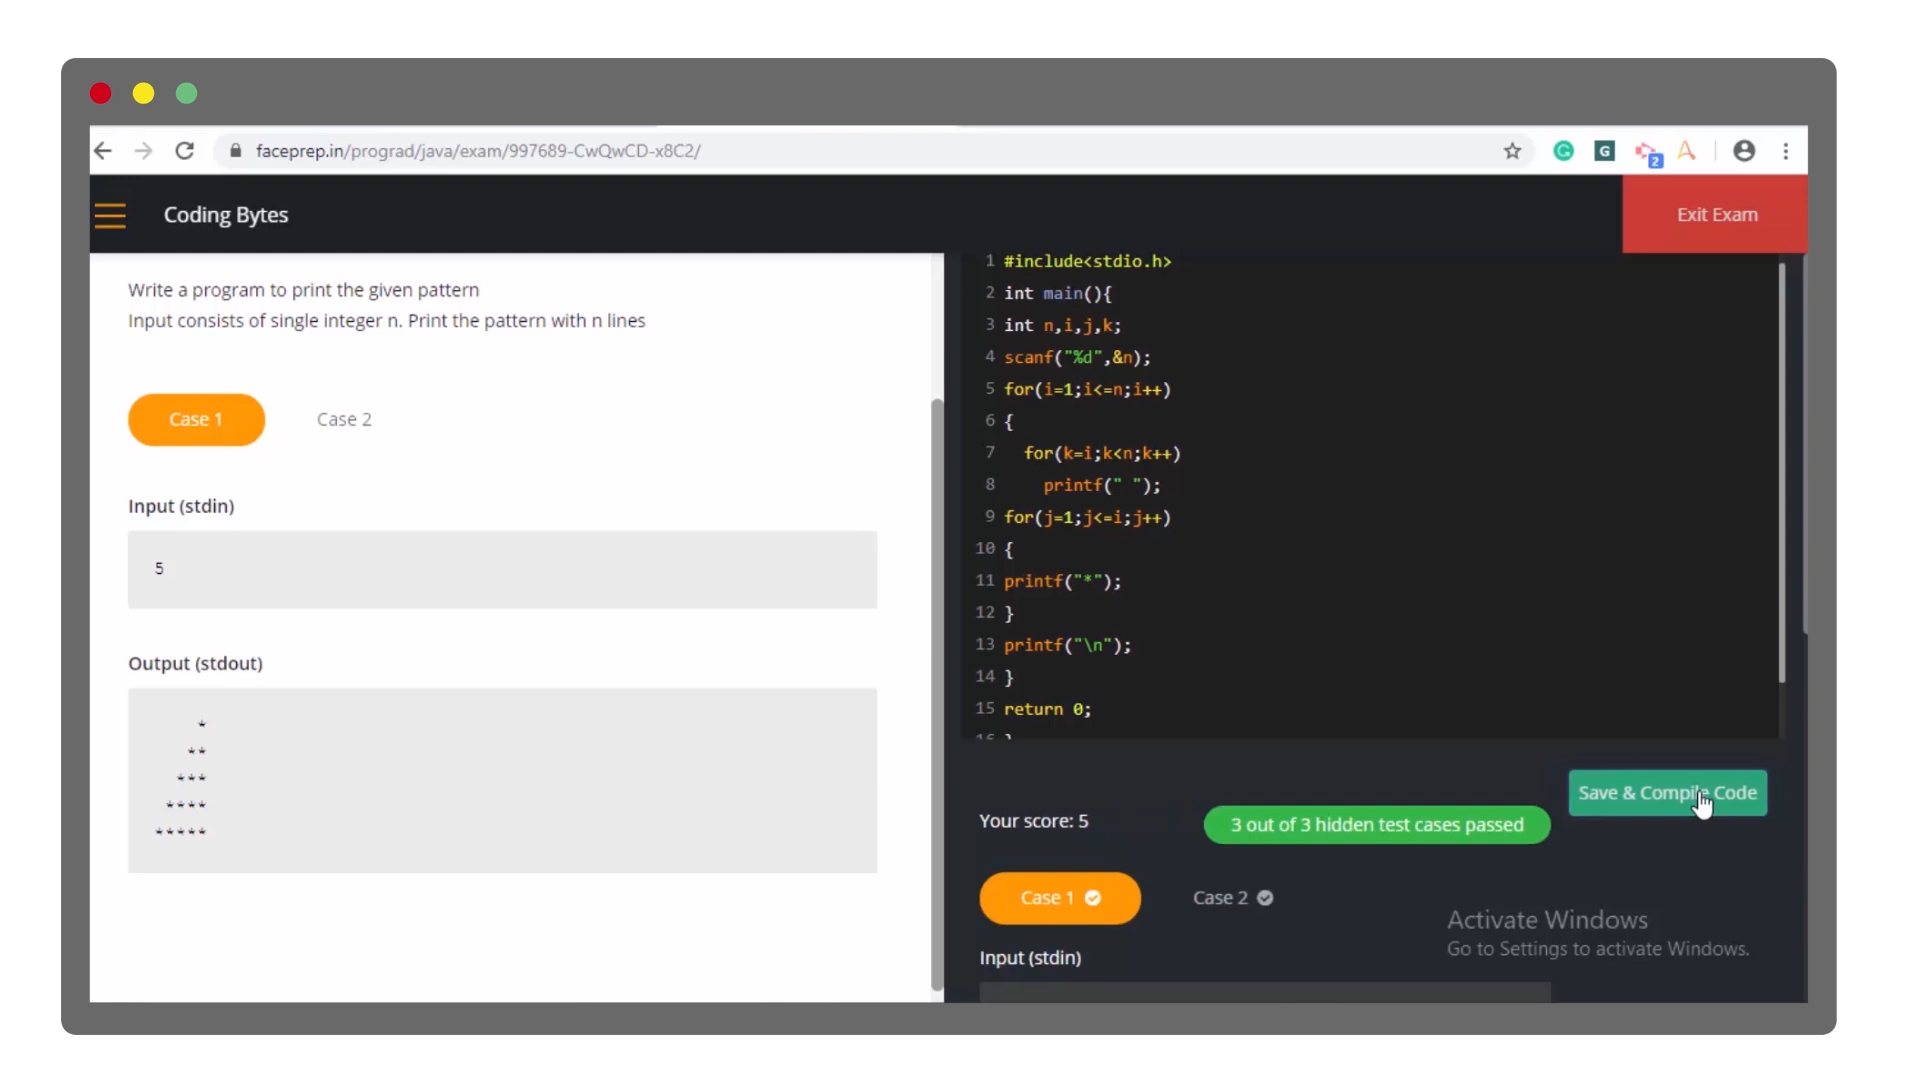 faceprep.in/prograd/java/exam/997689-CwQwCD-x8C2/
G
2
Coding Bytes
Exit Exam
Write a program to print the given pattern
Input consists of single integer n. Print the pattern with n lines
Case 1
Case 2
Input (stdin)
5
Output (stdout)
*
**
***
****
*****
1 #include<stdio.h>
2 int main(){
3 int n,i,j,k;
4 scanf("%d",&n);
5 for(i=1;i<=n;i++)
6 {
7 for(k=i;k<n;k++)
8 printf(" ");
9 for(j=1;j<=i;j++)
10 {
11 printf("*");
12 }
13 printf("\n");
14 }
15 return 0;
16 }
Save & Compile Code
Your score: 5
3 out of 3 hidden test cases passed
Case 1
Case 2
Input (stdin)
Activate Windows
Go to Settings to activate Windows.